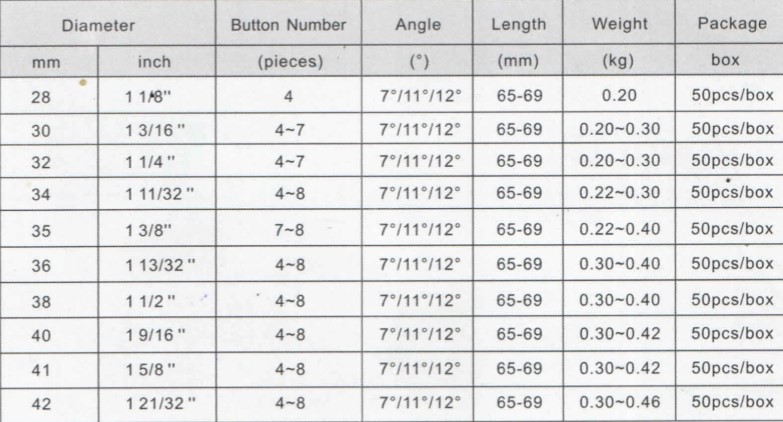 Diameter Button Number Angle Length Weight Package
mm inch (pieces) (°) (mm) (kg) box
28 1 1/8" 4 7°/11°/12° 65-69 0.20 50pcs/box
30 1 3/16" 4~7 7°/11°/12° 65-69 0.20~0.30 50pcs/box
32 1 1/4" 4~7 7°/11°/12° 65-69 0.20~0.30 50pcs/box
34 1 11/32" 4~8 7°/11°/12° 65-69 0.22~0.30 50pcs/box
35 1 3/8" 7~8 7°/11°/12° 65-69 0.22~0.40 50pcs/box
36 1 13/32" 4~8 7°/11°/12° 65-69 0.30~0.40 50pcs/box
38 1 1/2" 4~8 7°/11°/12° 65-69 0.30~0.40 50pcs/box
40 1 9/16" 4~8 7°/11°/12° 65-69 0.30~0.42 50pcs/box
41 1 5/8" 4~8 7°/11°/12° 65-69 0.30~0.42 50pcs/box
42 1 21/32" 4~8 7°/11°/12° 65-69 0.30~0.46 50pcs/box